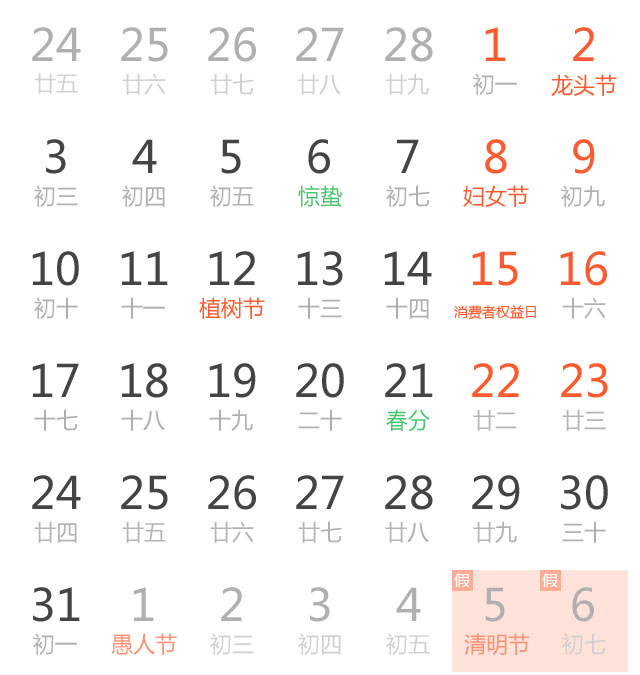 24 25 26 27 28 1 2
廿五 廿六 廿七 廿八 廿九 初一 龙头节
3 4 5 6 7 8 9
初三 初四 初五 惊蛰 初七 妇女节 初九
10 11 12 13 14 15 16
初十 十一 植树节 十三 十四 消费者权益日 十六
17 18 19 20 21 22 23
十七 十八 十九 二十 春分 廿二 廿三
24 25 26 27 28 29 30
廿四 廿五 廿六 廿七 廿八 廿九 三十
31 1 2 3 4 假 5 假 6
初一 愚人节 初三 初四 初五 清明节 初七